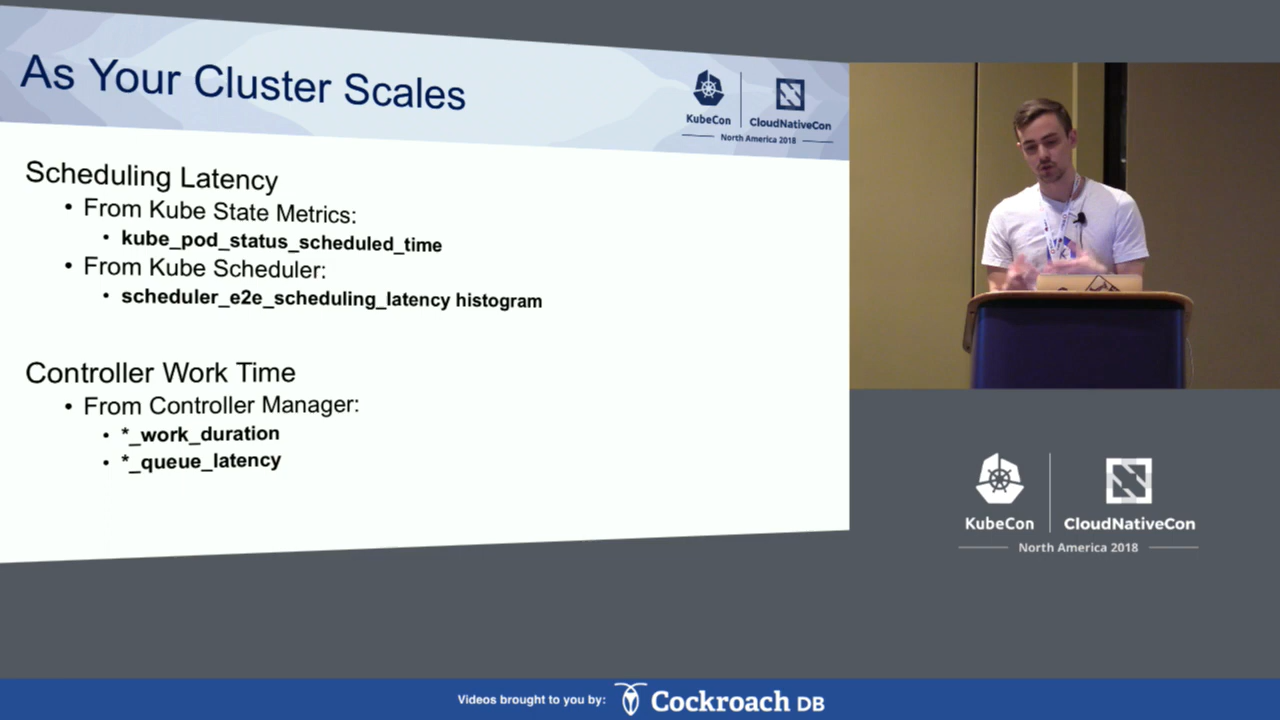 As Your Cluster Scales
KubeCon
CloudNativeCon
North America 2018
Scheduling Latency
• From Kube State Metrics:
• kube_pod_status_scheduled_time
• From Kube Scheduler:
• scheduler_e2e_scheduling_latency histogram
Controller Work Time
• From Controller Manager:
• *_work_duration
• *_queue_latency
KubeCon
CloudNativeCon
North America 2018
Videos brought to you by:
Cockroach DB